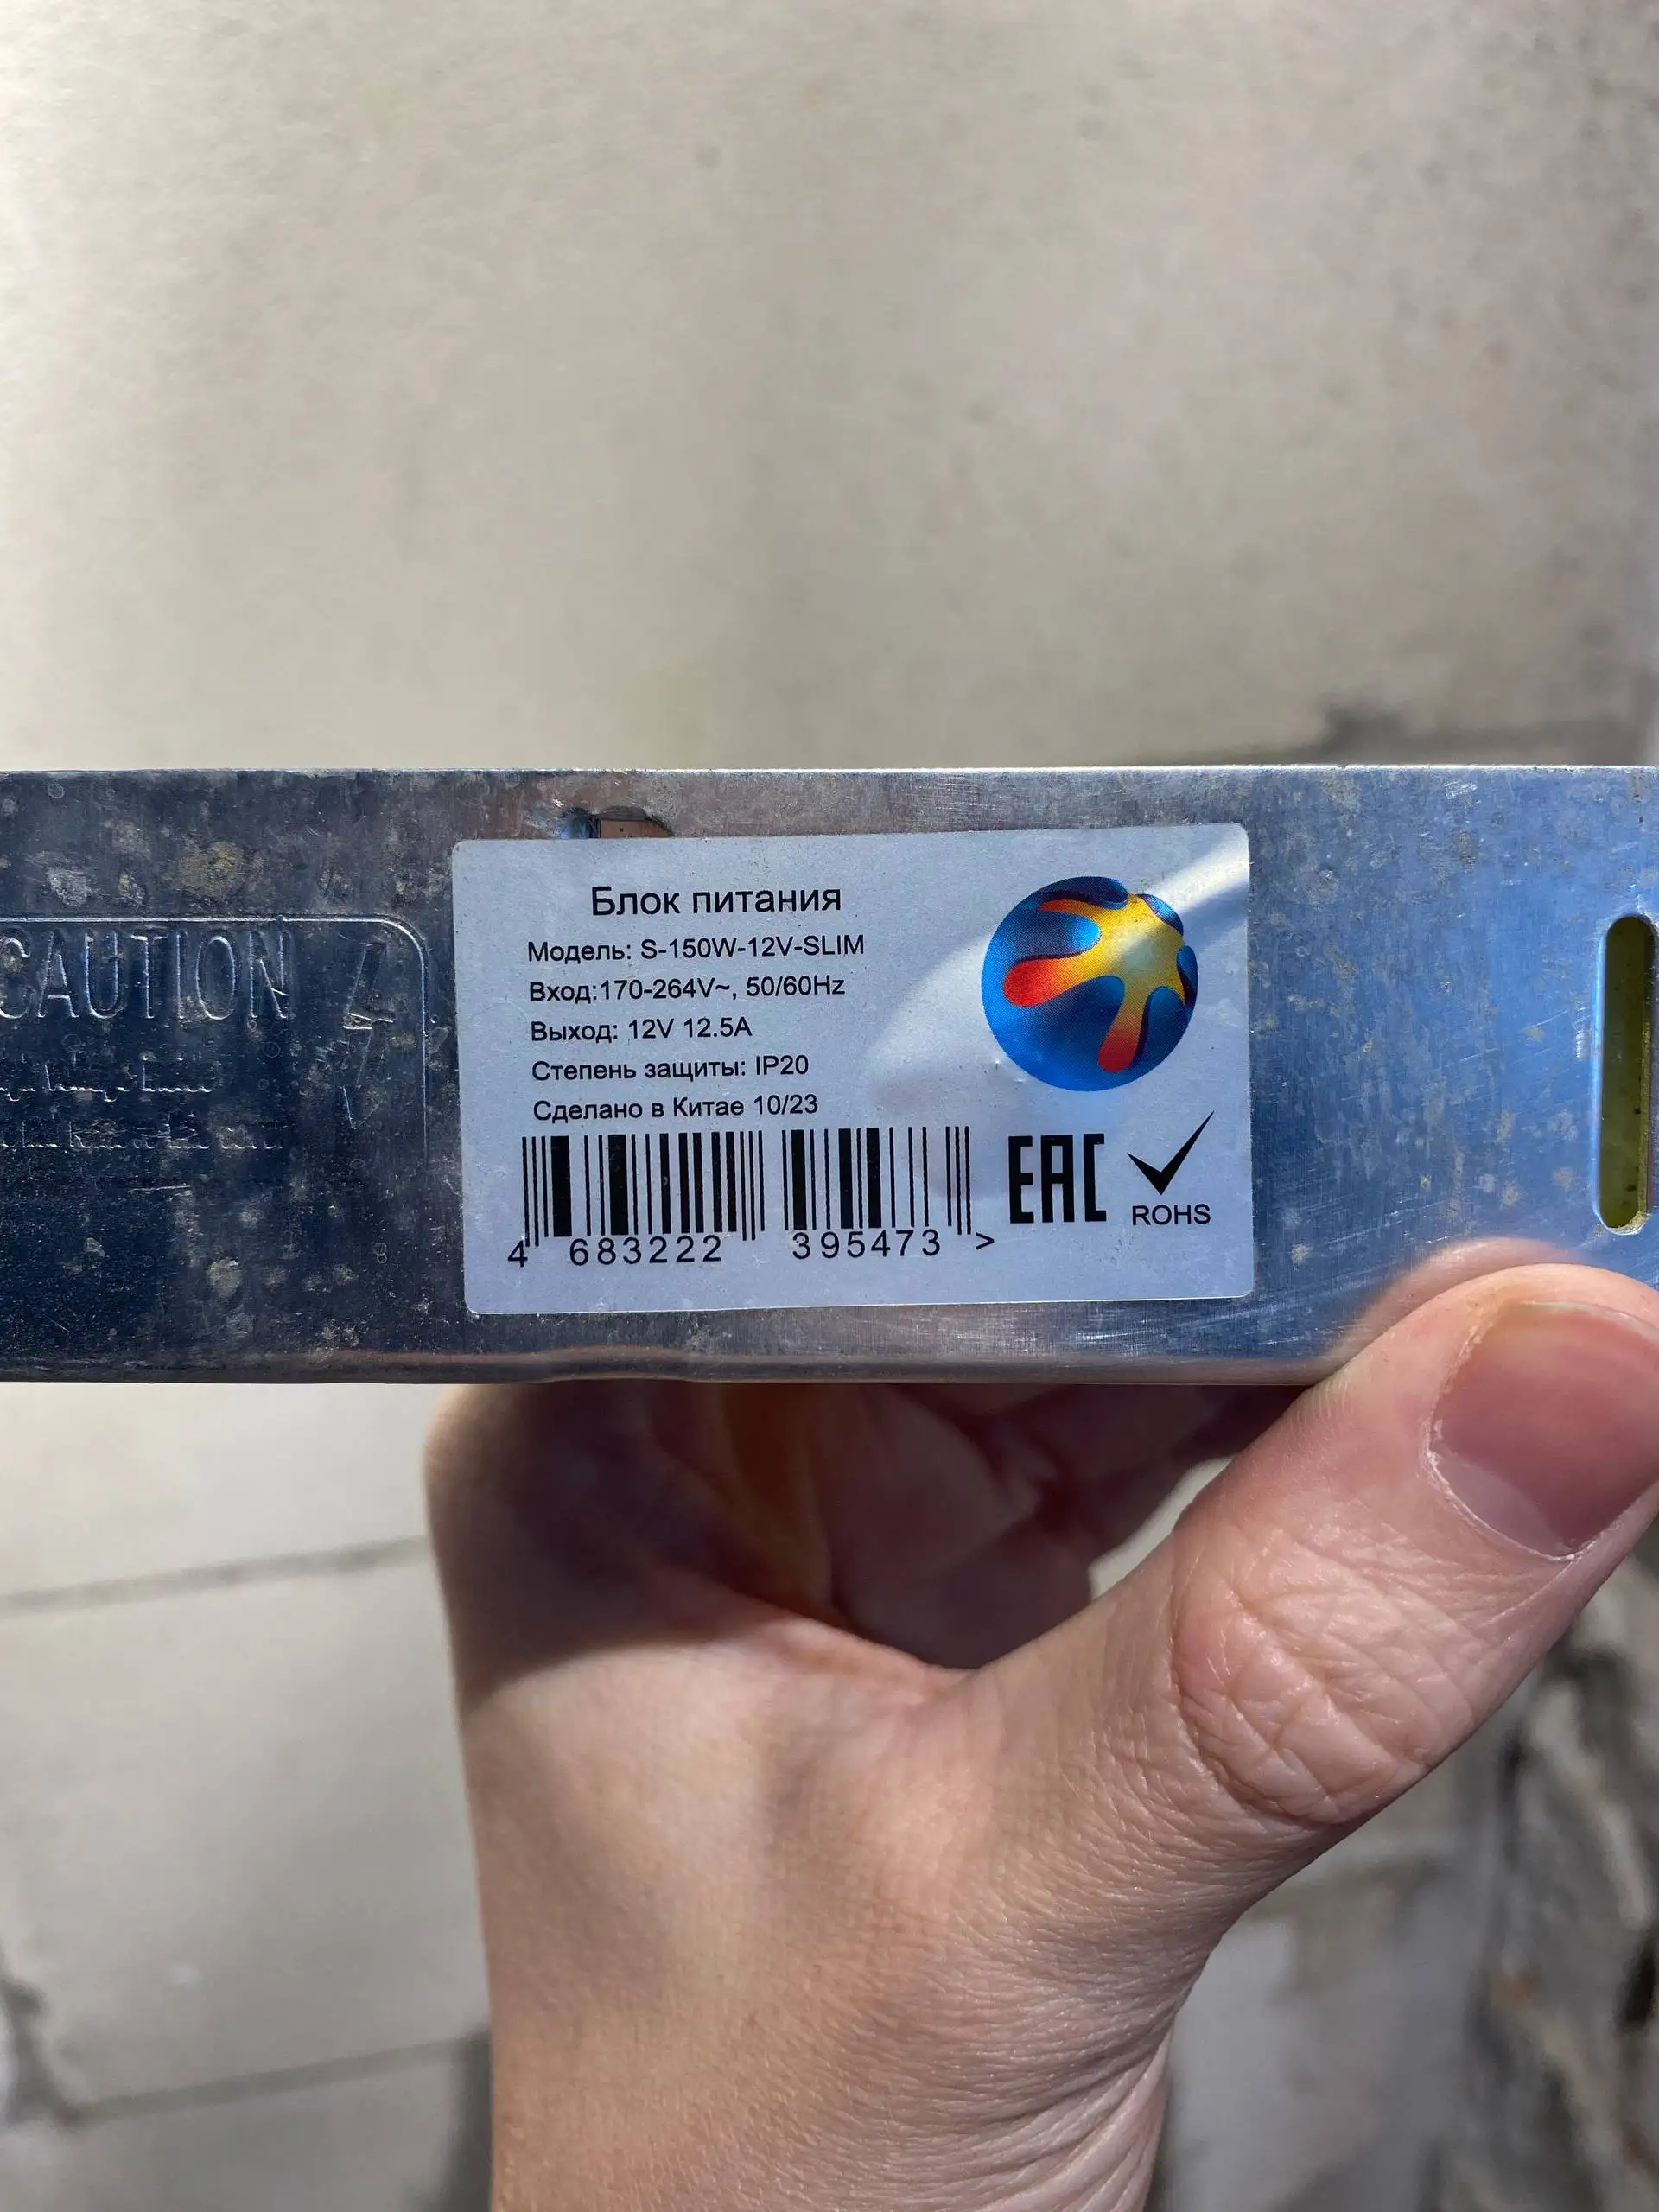 CAUTION
Блок питания
Модель: S-150W-12V-SLIM
Вход:170-264V~, 50/60Hz
Выход: 12V 12.5A
Степень защиты: IP20
Сделано в Китае 10/23
4 683222 395473 >
EAC
ROHS